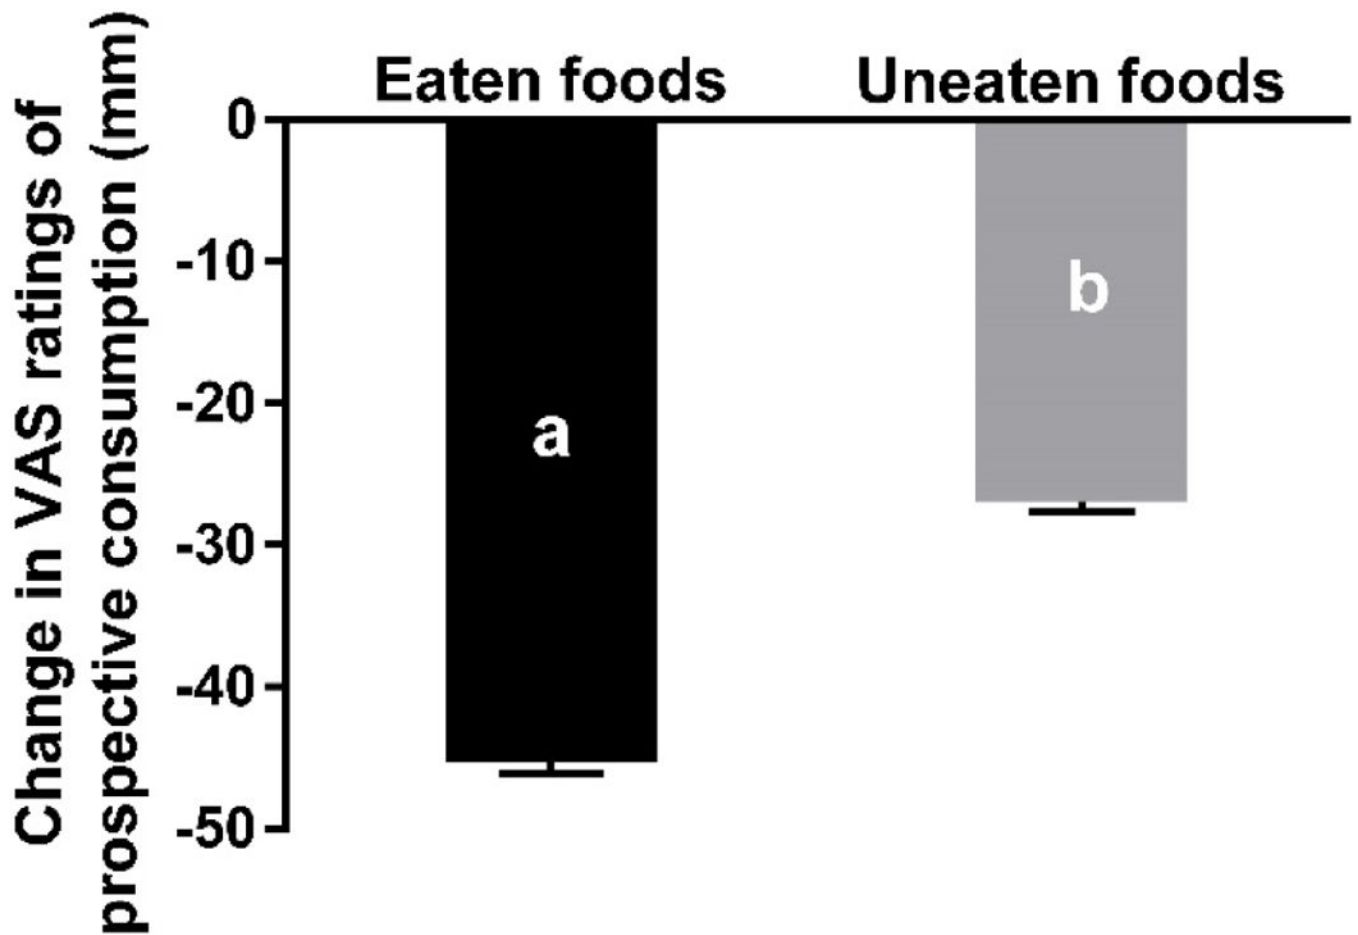 Change in VAS ratings of
prospective consumption (mm)
Eaten foods
Uneaten foods
0
-10
-20
-30
-40
-50
a
b